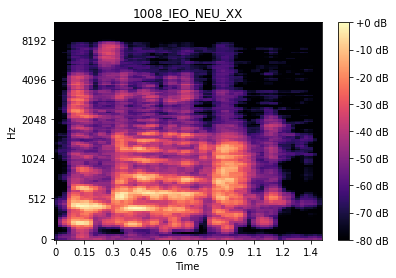 1008_IEO_NEU_XX
+0 dB
8192
-10 dB
4096
-20 dB
-30 dB
2048
Hz
-40 dB
1024
-50 dB
512
-60 dB
-70 dB
0
-80 dB
0 0.15 0.3 0.45 0.6 0.75 0.9 1.1 1.2 1.4
Time